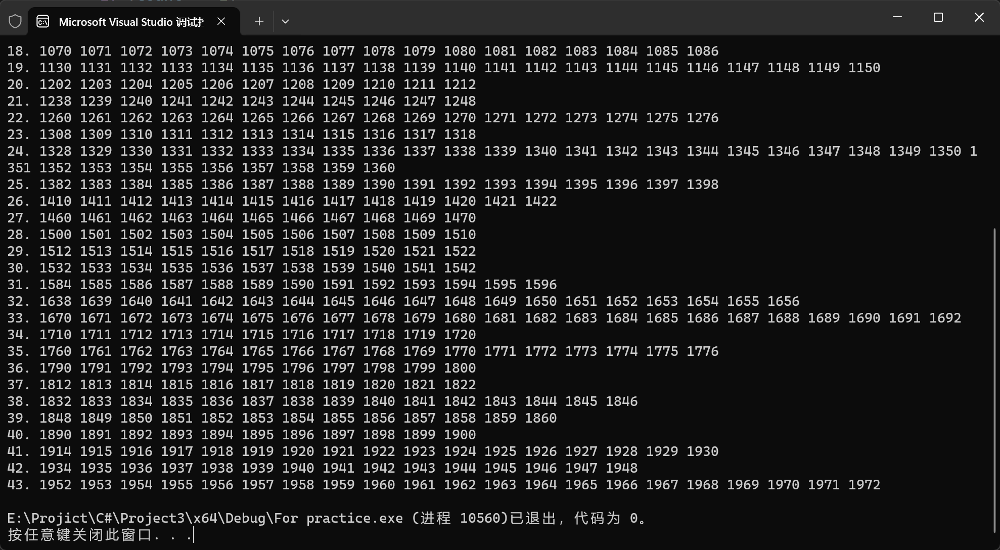 Microsoft Visual Studio 调试
18. 1070 1071 1072 1073 1074 1075 1076 1077 1078 1079 1080 1081 1082 1083 1084 1085 1086
19. 1130 1131 1132 1133 1134 1135 1136 1137 1138 1139 1140 1141 1142 1143 1144 1145 1146 1147 1148 1149 1150
20. 1202 1203 1204 1205 1206 1207 1208 1209 1210 1211 1212
21. 1238 1239 1240 1241 1242 1243 1244 1245 1246 1247 1248
22. 1260 1261 1262 1263 1264 1265 1266 1267 1268 1269 1270 1271 1272 1273 1274 1275 1276
23. 1308 1309 1310 1311 1312 1313 1314 1315 1316 1317 1318
24. 1328 1329 1330 1331 1332 1333 1334 1335 1336 1337 1338 1339 1340 1341 1342 1343 1344 1345 1346 1347 1348 1349 1350 1
351 1352 1353 1354 1355 1356 1357 1358 1359 1360
25. 1382 1383 1384 1385 1386 1387 1388 1389 1390 1391 1392 1393 1394 1395 1396 1397 1398
26. 1410 1411 1412 1413 1414 1415 1416 1417 1418 1419 1420 1421 1422
27. 1460 1461 1462 1463 1464 1465 1466 1467 1468 1469 1470
28. 1500 1501 1502 1503 1504 1505 1506 1507 1508 1509 1510
29. 1512 1513 1514 1515 1516 1517 1518 1519 1520 1521 1522
30. 1532 1533 1534 1535 1536 1537 1538 1539 1540 1541 1542
31. 1584 1585 1586 1587 1588 1589 1590 1591 1592 1593 1594 1595 1596
32. 1638 1639 1640 1641 1642 1643 1644 1645 1646 1647 1648 1649 1650 1651 1652 1653 1654 1655 1656
33. 1670 1671 1672 1673 1674 1675 1676 1677 1678 1679 1680 1681 1682 1683 1684 1685 1686 1687 1688 1689 1690 1691 1692
34. 1710 1711 1712 1713 1714 1715 1716 1717 1718 1719 1720
35. 1760 1761 1762 1763 1764 1765 1766 1767 1768 1769 1770 1771 1772 1773 1774 1775 1776
36. 1790 1791 1792 1793 1794 1795 1796 1797 1798 1799 1800
37. 1812 1813 1814 1815 1816 1817 1818 1819 1820 1821 1822
38. 1832 1833 1834 1835 1836 1837 1838 1839 1840 1841 1842 1843 1844 1845 1846
39. 1848 1849 1850 1851 1852 1853 1854 1855 1856 1857 1858 1859 1860
40. 1890 1891 1892 1893 1894 1895 1896 1897 1898 1899 1900
41. 1914 1915 1916 1917 1918 1919 1920 1921 1922 1923 1924 1925 1926 1927 1928 1929 1930
42. 1934 1935 1936 1937 1938 1939 1940 1941 1942 1943 1944 1945 1946 1947 1948
43. 1952 1953 1954 1955 1956 1957 1958 1959 1960 1961 1962 1963 1964 1965 1966 1967 1968 1969 1970 1971 1972
E:\Projict\C#\Project3\x64\Debug\For practice.exe (进程 10560)已退出，代码为 0。
按任意键关闭此窗口. . .